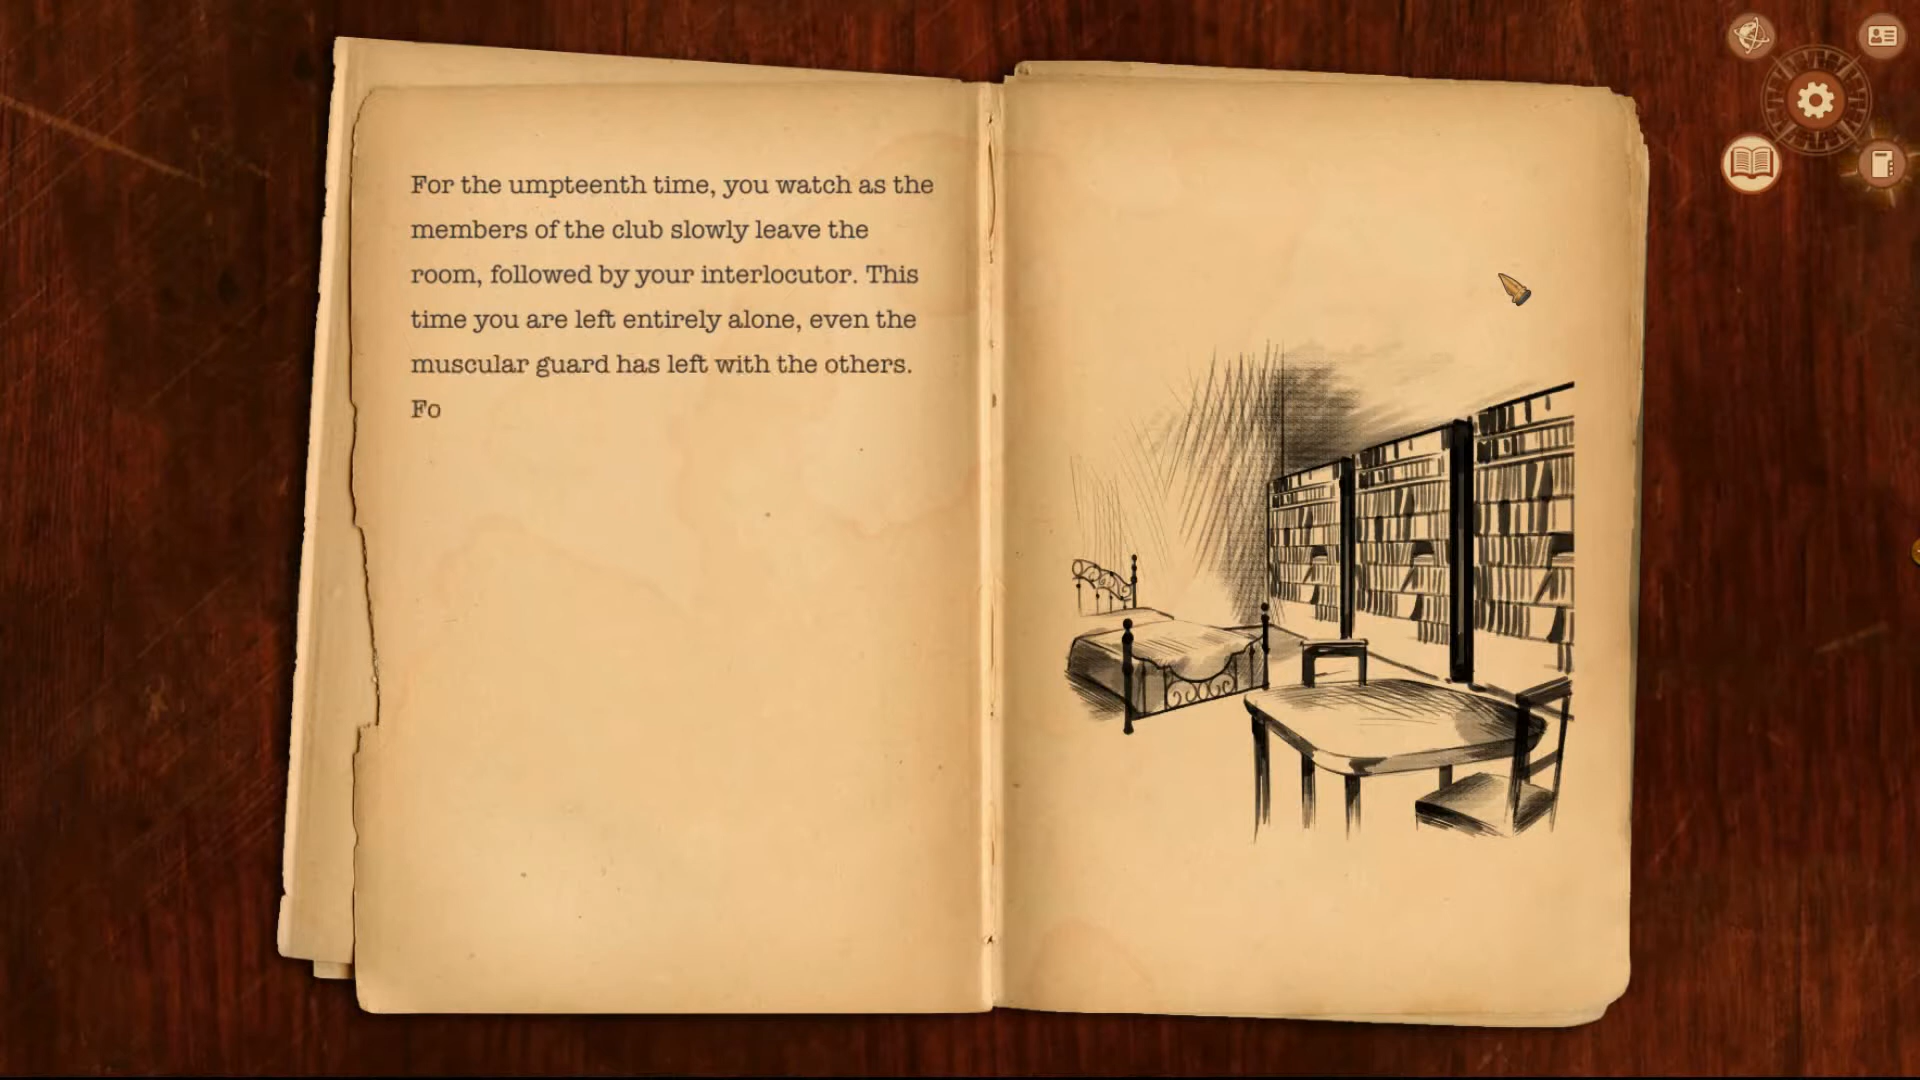 For the umpteenth time, you watch as the
members of the club slowly leave the
room, followed by your interlocutor. This
time you are left entirely alone, even the
muscular guard has left with the others.
Fo